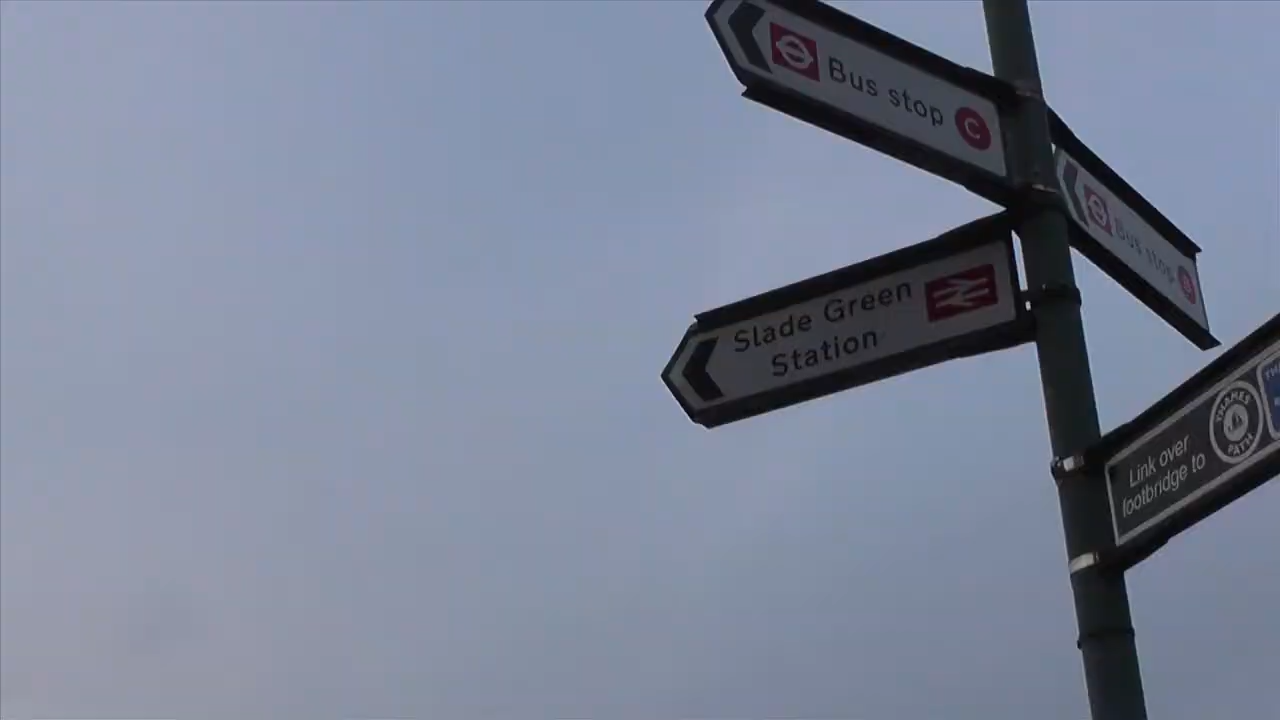 Bus stop C
Bus stop B
Slade Green
Station
Link over
footbridge to
THAMES
PATH